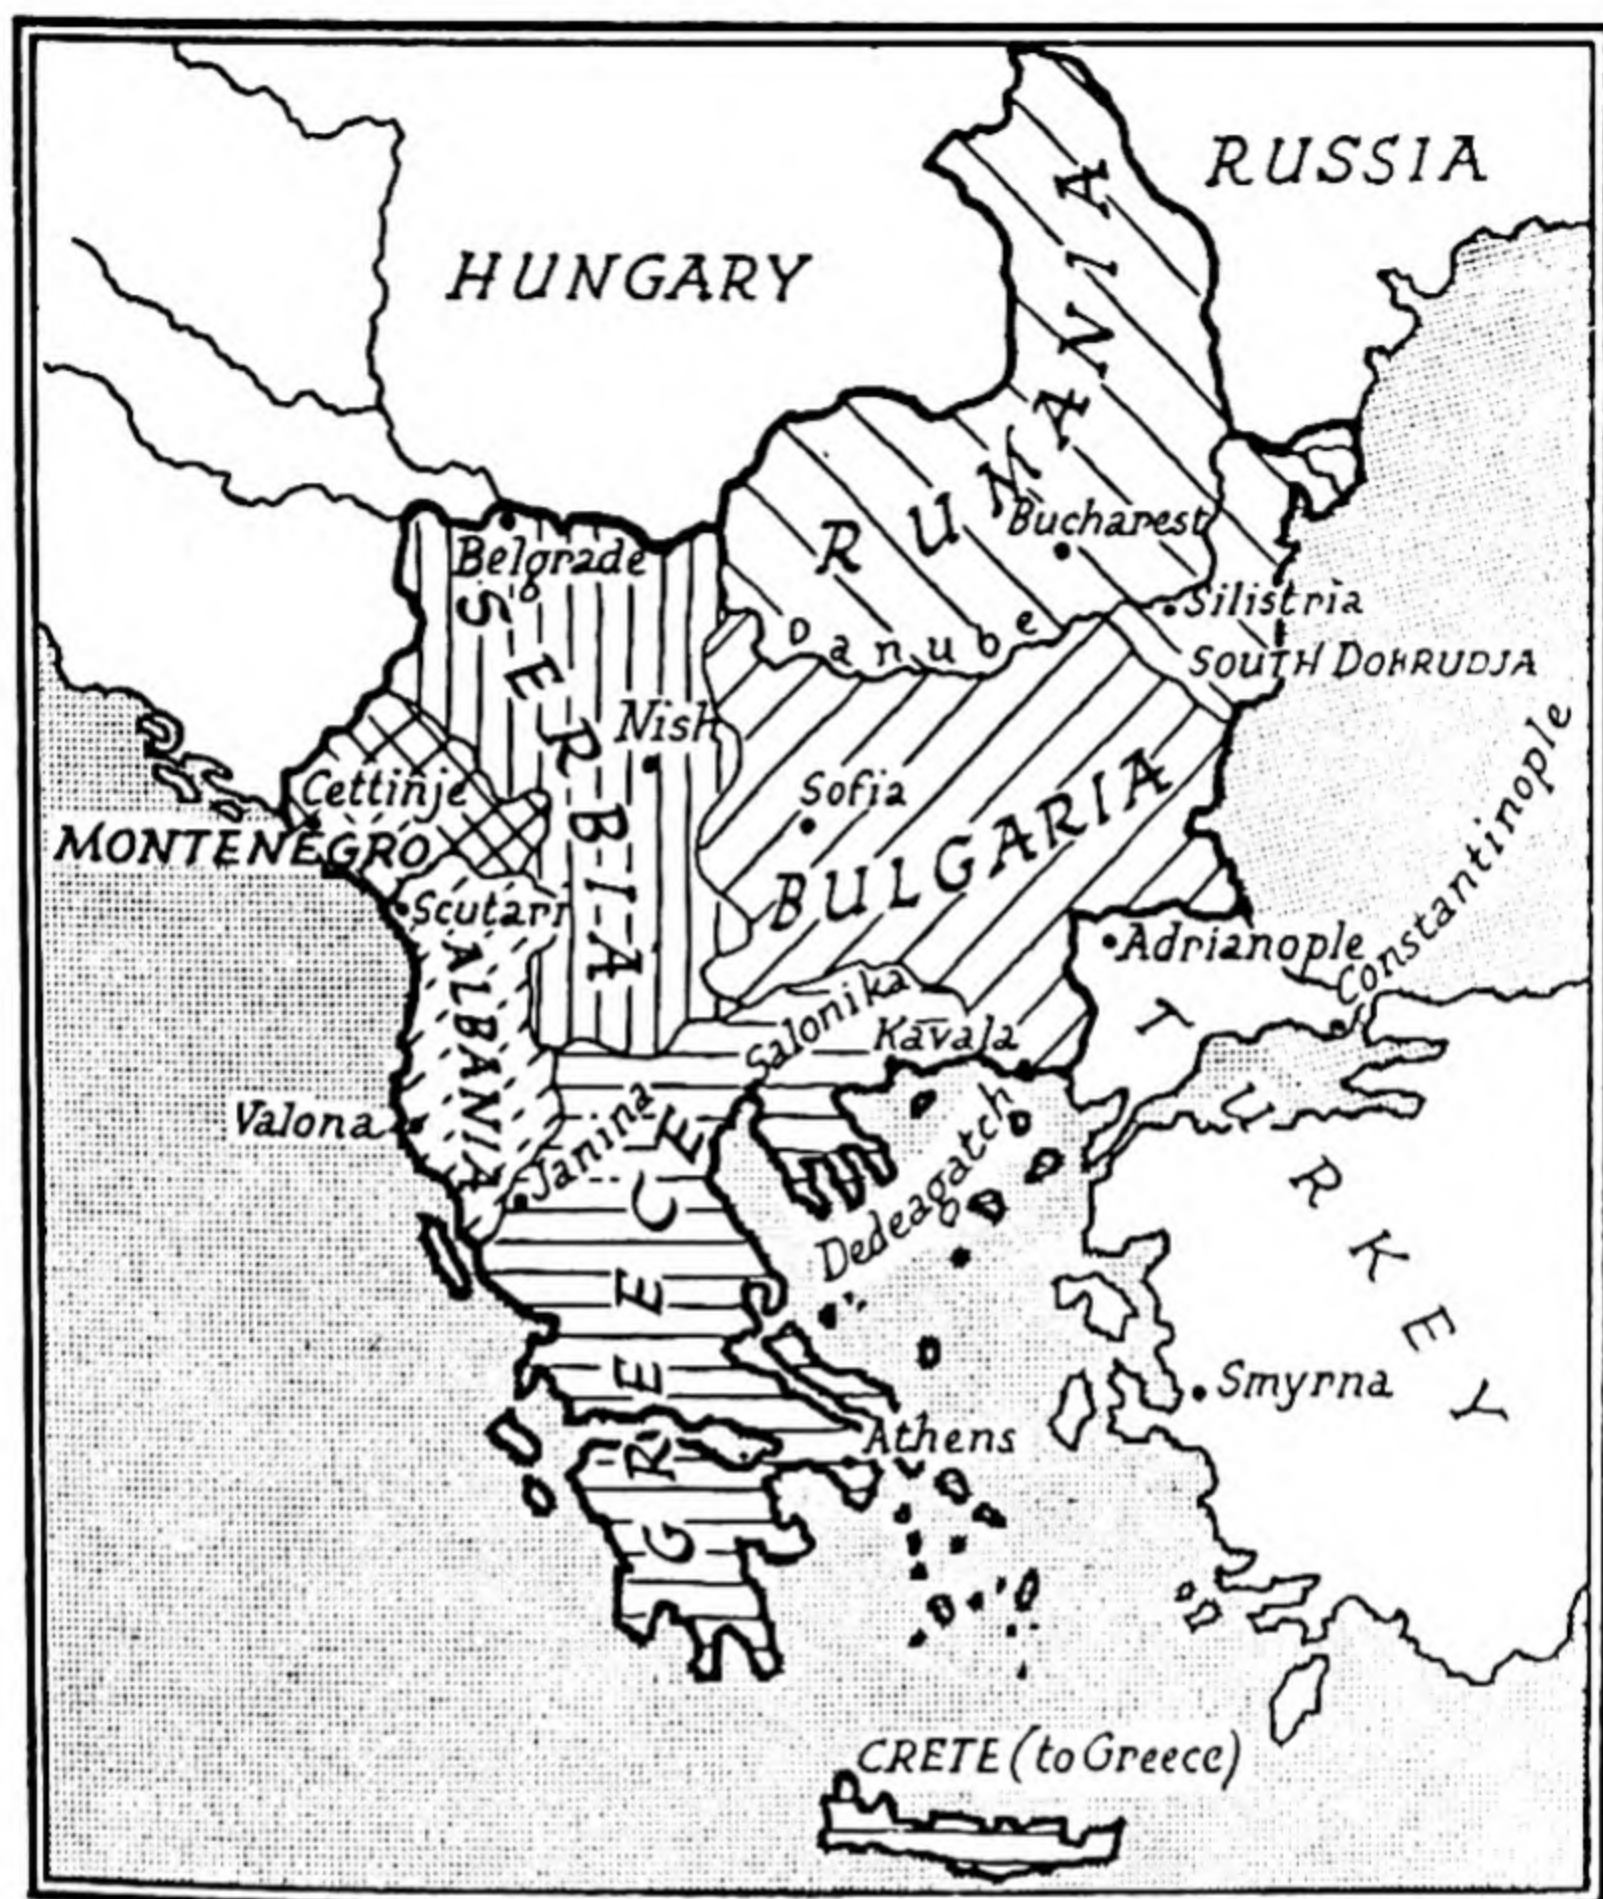 RUSSIA
HUNGARY
RUMANIA
Bucharest
Belgrade
Silistria
Danube
SOUTH DOHRUDJA
SERBIA
Nish
Cettinje
Sofia
MONTENEGRO
BULGARIA
Constantinople
Scutari
Adrianople
ALBANIA
Salonika
Kavala
TURKEY
Valona
Janina
Dedeagatch
GREECE
Smyrna
Athens
CRETE (to Greece)